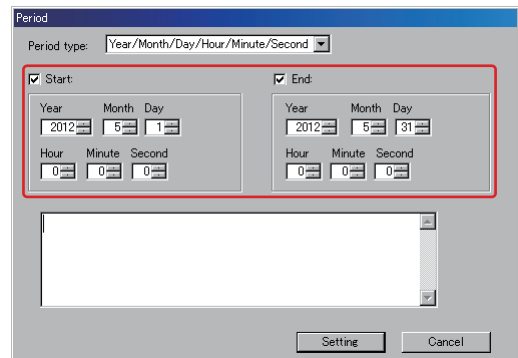 Period
Period type: Year/Month/Day/Hour/Minute/Second
Start: End:
Year Month Day Year Month Day
2012 5 1 2012 5 31
Hour Minute Second Hour Minute Second
0 0 0 0 0 0
Setting Cancel